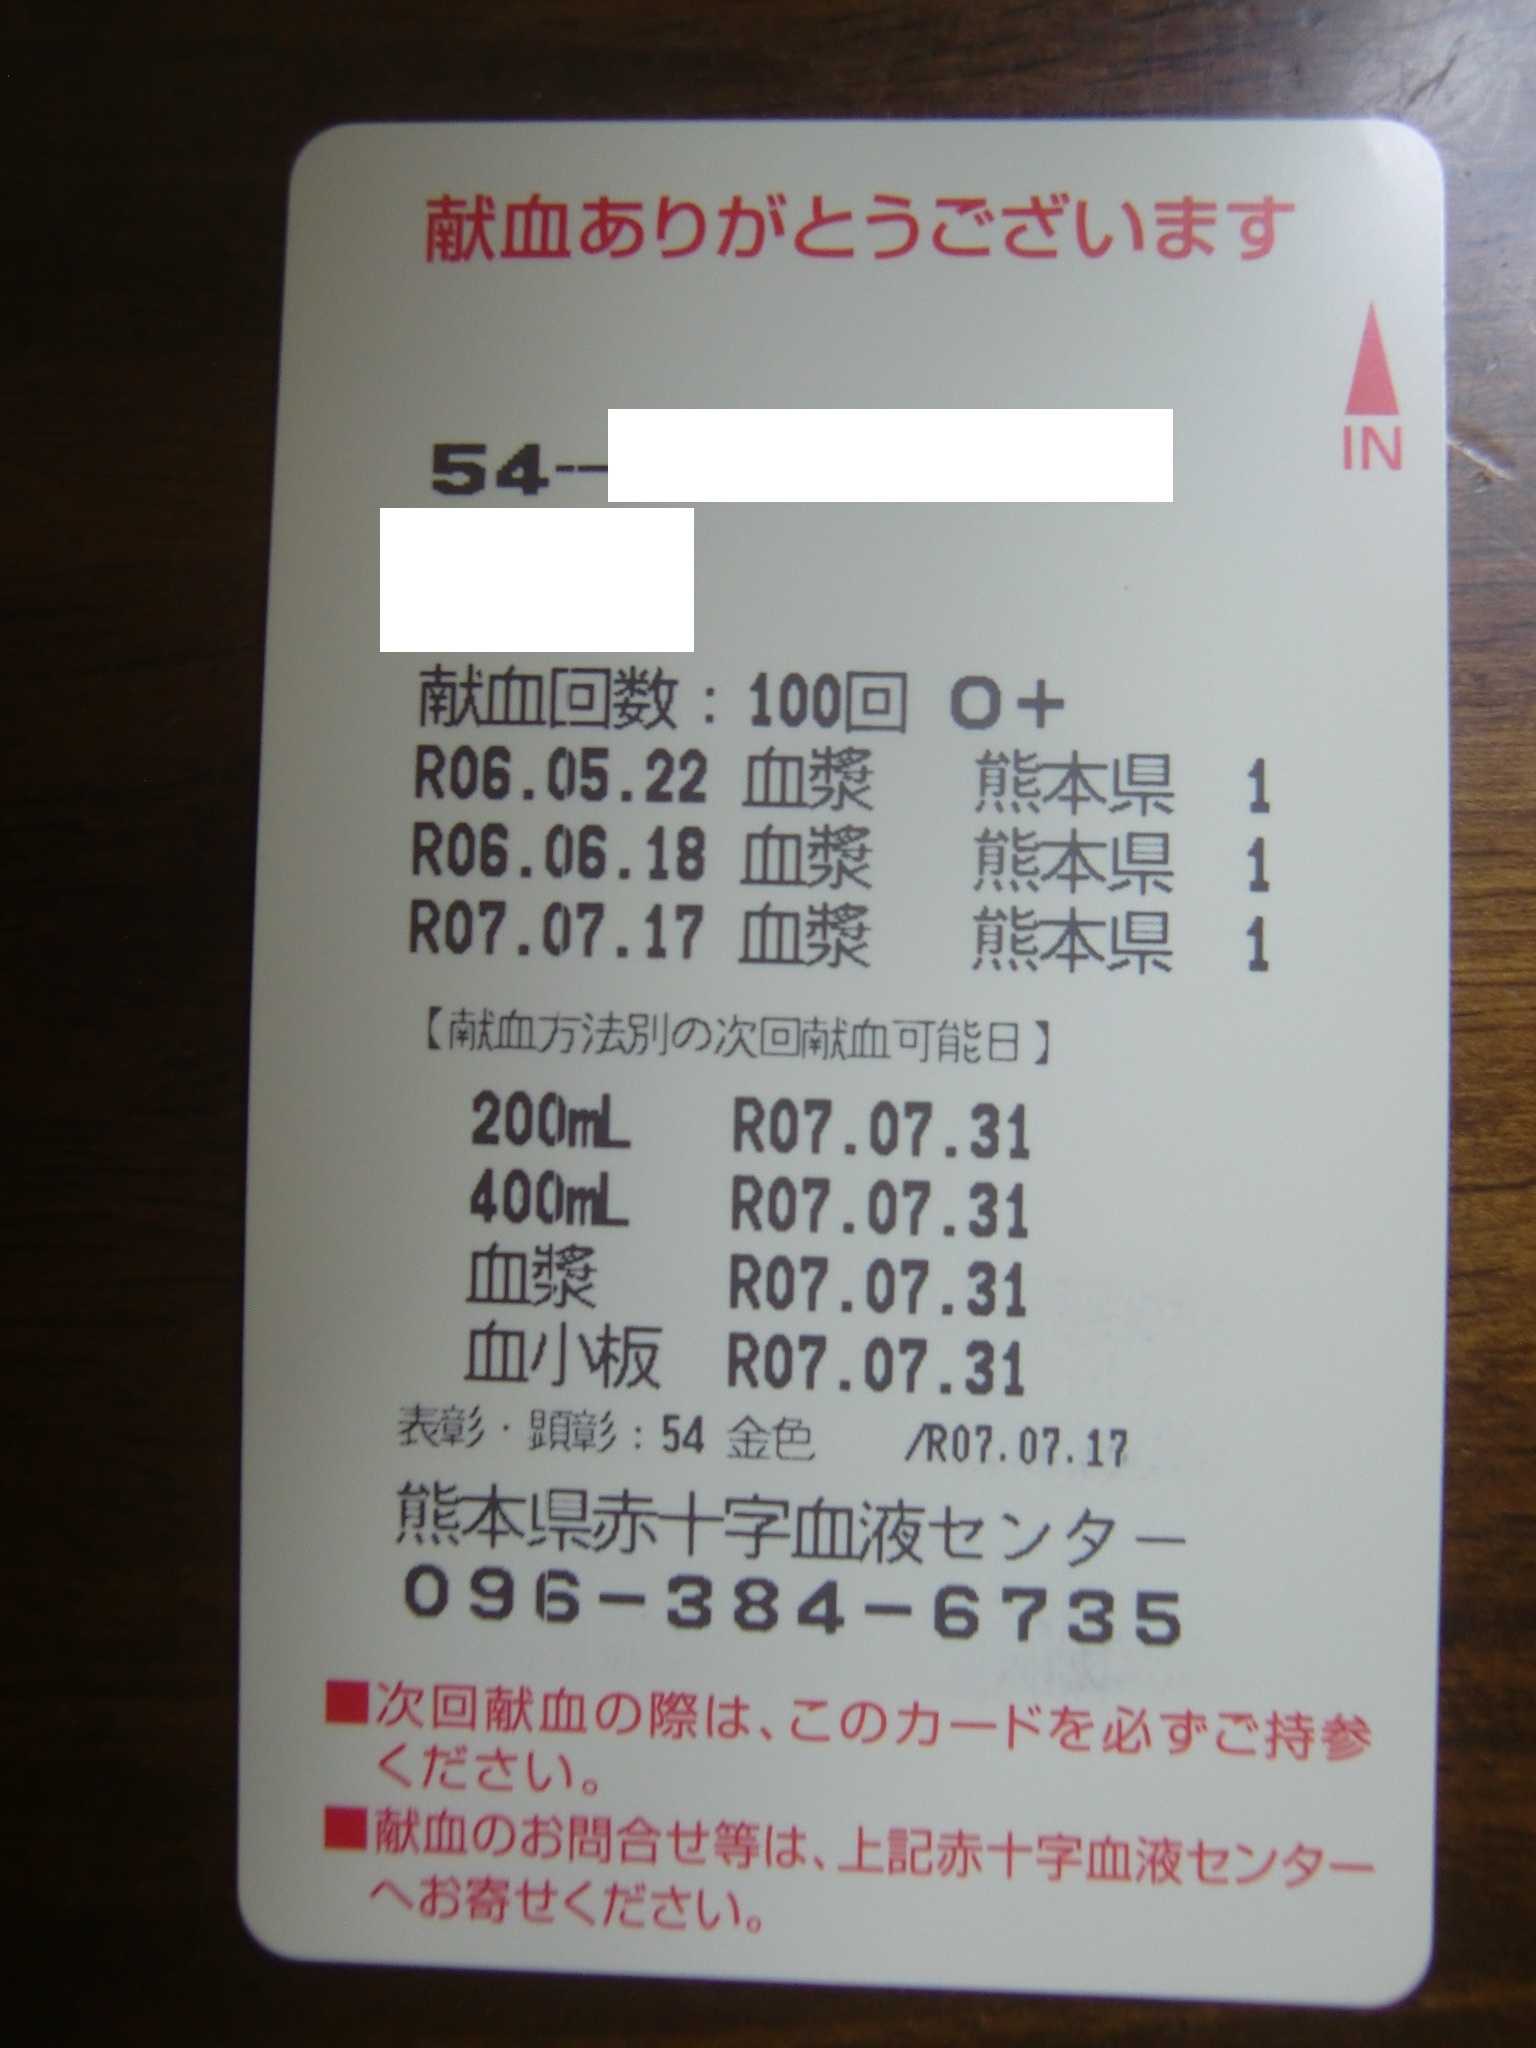 献血ありがとうございます
IN
54-
献血回数：100回 O+
R06.05.22 血漿 熊本県 1
R06.06.18 血漿 熊本県 1
R07.07.17 血漿 熊本県 1
【献血方法別の次回献血可能日】
200mL R07.07.31
400mL R07.07.31
血漿 R07.07.31
血小板 R07.07.31
表彰・顕彰：54 金色 /R07.07.17
熊本県赤十字血液センター
096-384-6735
■次回献血の際は、このカードを必ずご持参
ください。
■献血のお問合せ等は、上記赤十字血液センター
へお寄せください。